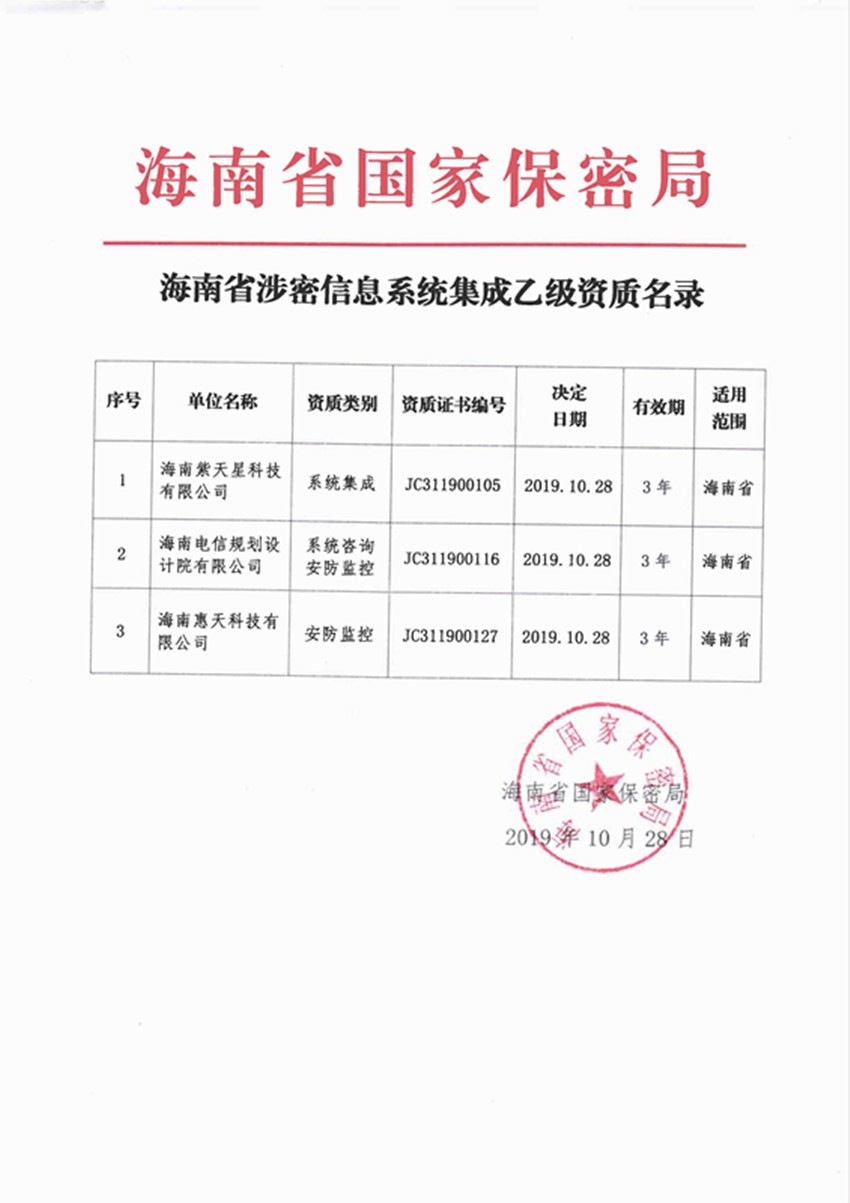 海南省国家保密局
海南省涉密信息系统集成乙级资质名录
序号 单位名称 资质类别 资质证书编号 决定日期 有效期 适用范围
1 海南紫天星科技有限公司 系统集成 JC311900105 2019.10.28 3年 海南省
2 海南电信规划设计院有限公司 系统咨询 安防监控 JC311900116 2019.10.28 3年 海南省
3 海南惠天科技有限公司 安防监控 JC311900127 2019.10.28 3年 海南省
海南省国家保密局
海南省国家保密局
2019年10月28日